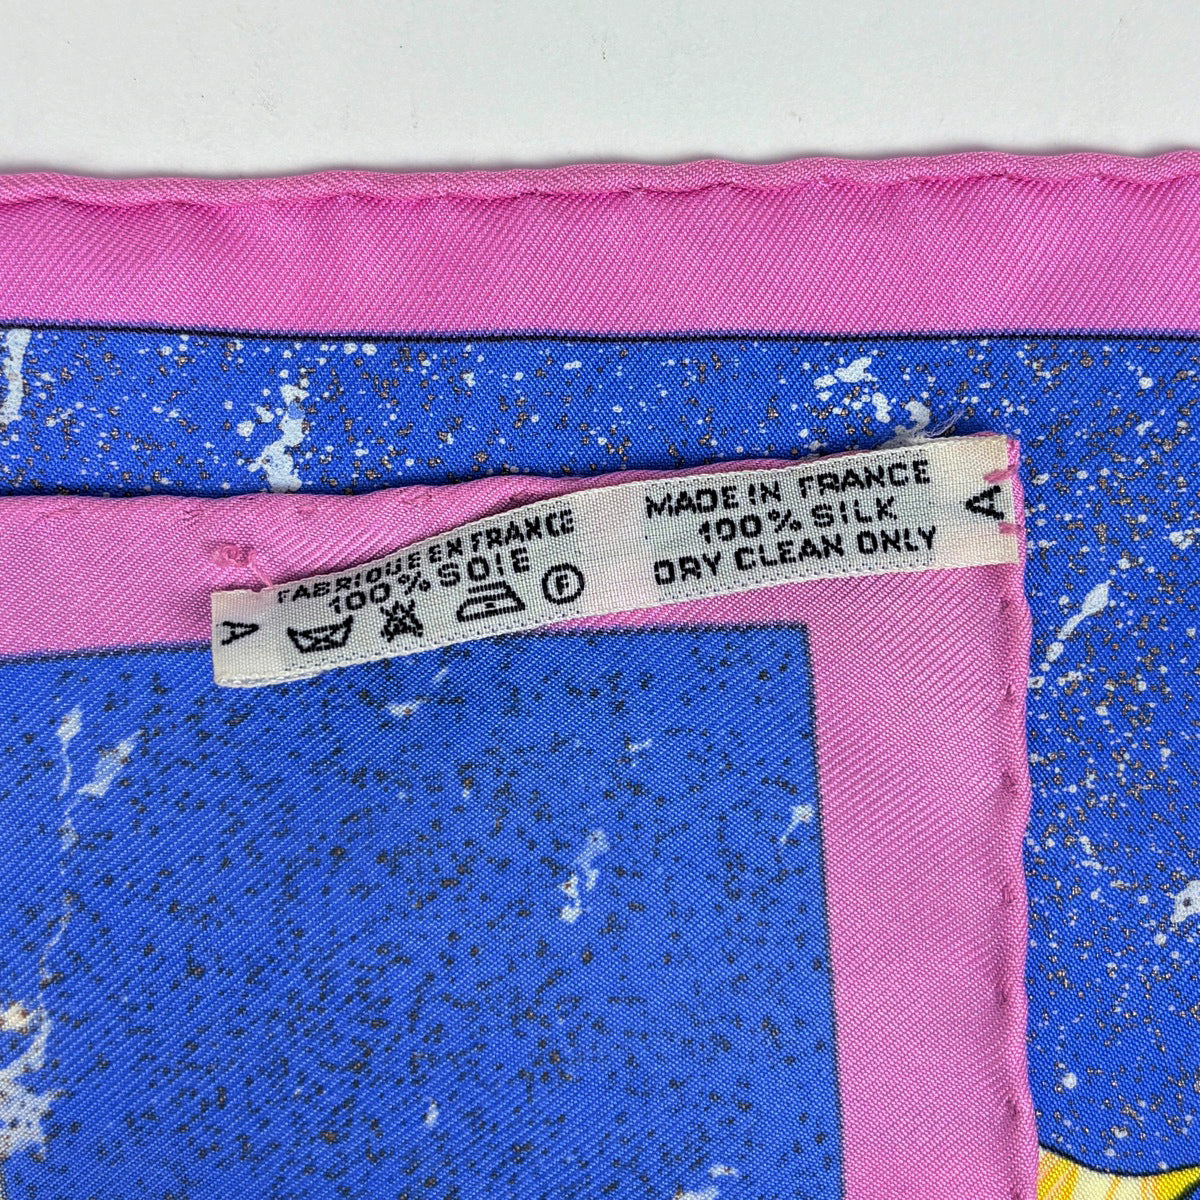 A
FABRIQUE EN FRANCE
100 % SOIE
F
MADE IN FRANCE
100% SILK
DRY CLEAN ONLY
A